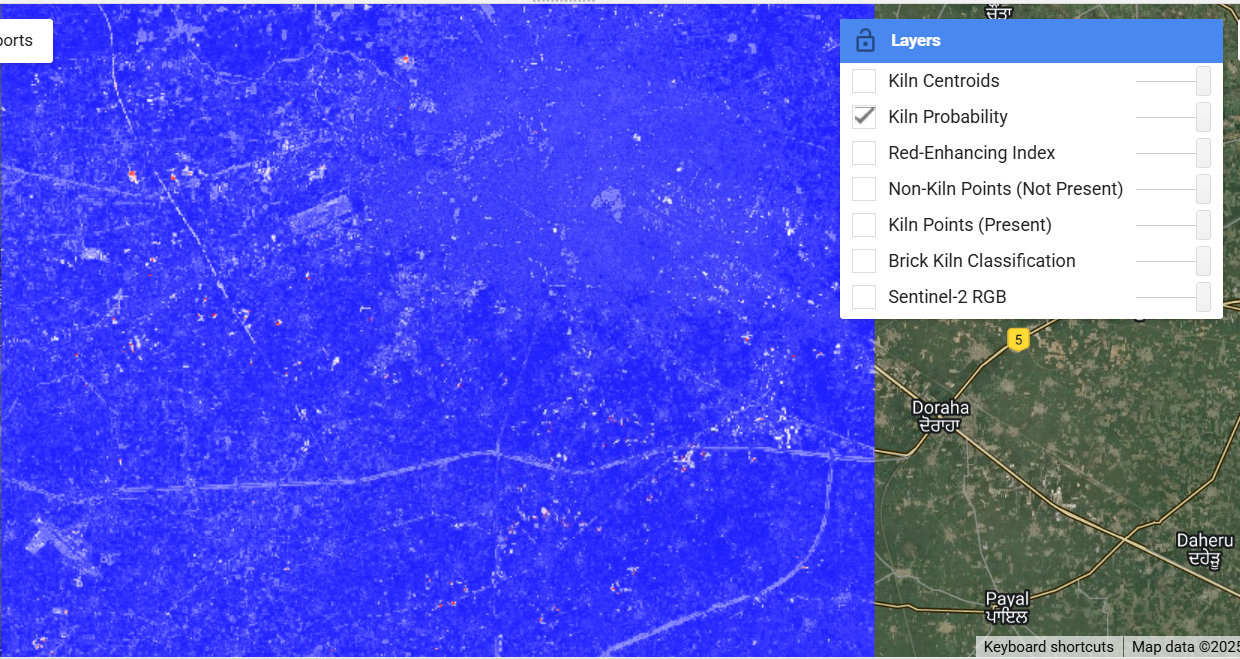 ਚੌਂਤਾ
ports
Layers
Kiln Centroids
Kiln Probability
Red-Enhancing Index
Non-Kiln Points (Not Present)
Kiln Points (Present)
Brick Kiln Classification
Sentinel-2 RGB
5
Doraha
ਦੋਰਾਹਾ
Daheru
ਦਹੇੜੂ
Payal
ਪਾਇਲ
Keyboard shortcuts
Map data ©2025